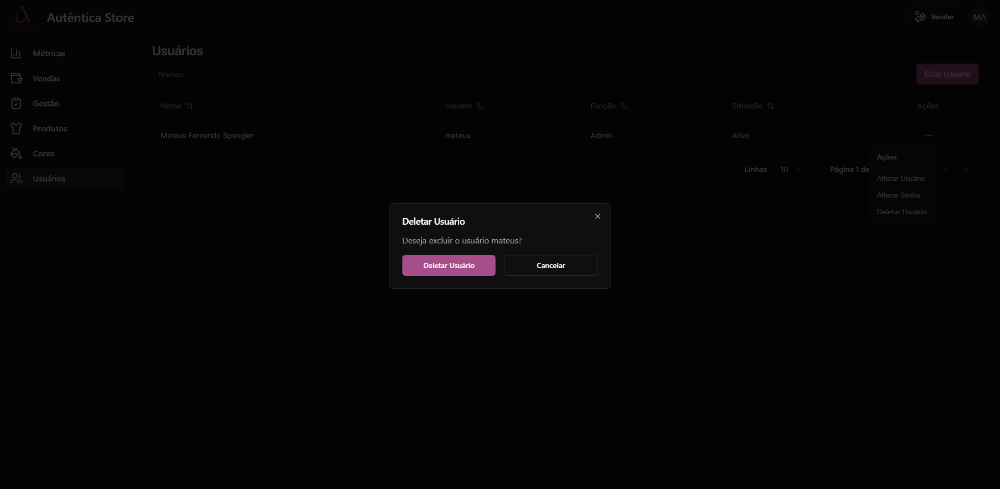 Autêntica Store
Vender
MA
Métricas
Vendas
Gestão
Produtos
Cores
Usuários
Usuários
Nomes...
Criar Usuário
Nome
Usuário
Função
Situação
Ações
Mateus Fernando Spengler
mateus
Admin
Ativo
Linhas
10
Página 1 de
Ações
Alterar Usuário
Alterar Senha
Deletar Usuário
Deletar Usuário
Deseja excluir o usuário mateus?
Deletar Usuário
Cancelar